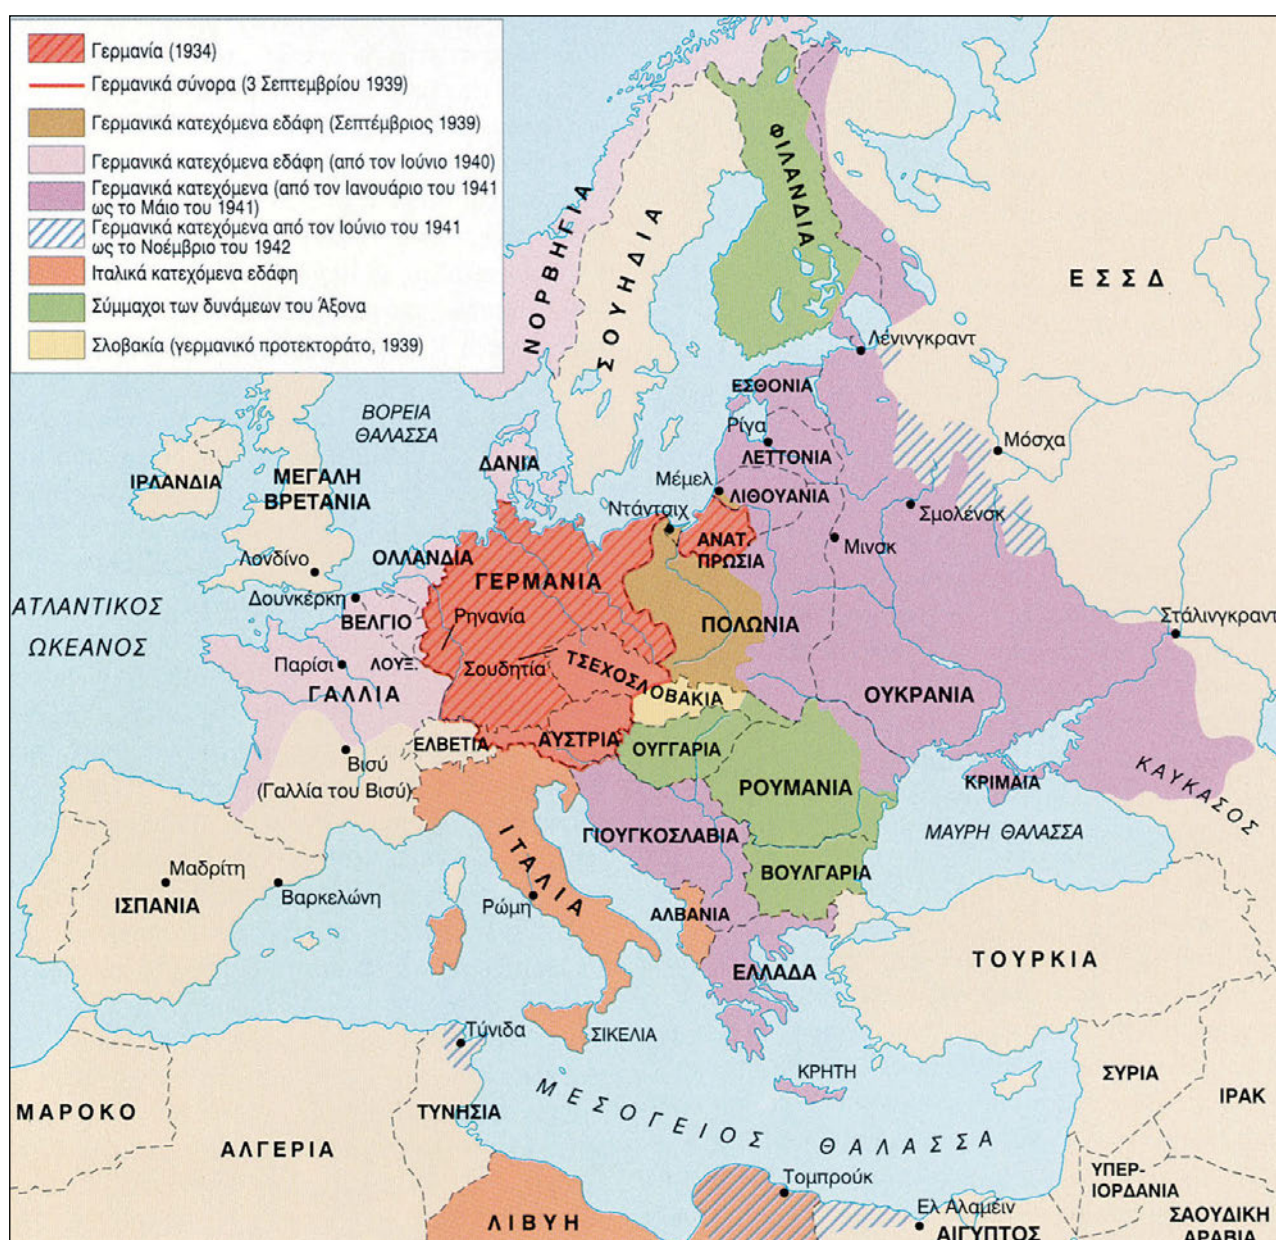 Γερμανία (1934)
Γερμανικά σύνορα (3 Σεπτεμβρίου 1939)
Γερμανικά κατεχόμενα εδάφη (Σεπτέμβριος 1939)
Γερμανικά κατεχόμενα εδάφη (από τον Ιούνιο 1940)
Γερμανικά κατεχόμενα (από τον Ιανουάριο του 1941
ως το Μάιο του 1941)
Γερμανικά κατεχόμενα από τον Ιούνιο του 1941
ως το Νοέμβριο του 1942
Ιταλικά κατεχόμενα εδάφη
Σύμμαχοι των δυνάμεων του Άξονα
Σλοβακία (γερμανικό προτεκτοράτο, 1939)
ΦΙΛΑΝΔΙΑ
ΝΟΡΒΗΓΙΑ
ΣΟΥΗΔΙΑ
ΕΣΣΔ
Λένινγκραντ
ΕΣΘΟΝΙΑ
ΒΟΡΕΙΑ
ΘΑΛΑΣΣΑ
Ρίγα
Μόσχα
ΛΕΤΤΟΝΙΑ
ΔΑΝΙΑ
ΙΡΛΑΝΔΙΑ
ΜΕΓΑΛΗ
ΒΡΕΤΑΝΙΑ
Μέμελ
ΛΙΘΟΥΑΝΙΑ
Ντάντσιχ
Σμολένσκ
ΑΝΑΤ.
ΠΡΩΣΙΑ
Μινσκ
Λονδίνο
ΟΛΛΑΝΔΙΑ
ΓΕΡΜΑΝΙΑ
Δουνκέρκη
ΑΤΛΑΝΤΙΚΟΣ
ΩΚΕΑΝΟΣ
ΒΕΛΓΙΟ
Ρηνανία
ΠΟΛΩΝΙΑ
Στάλινγκραντ
Παρίσι
ΛΟΥΞ.
Σουδητία
ΤΣΕΧΟΣΛΟΒΑΚΙΑ
ΓΑΛΛΙΑ
ΟΥΚΡΑΝΙΑ
ΕΛΒΕΤΙΑ
ΑΥΣΤΡΙΑ
ΟΥΓΓΑΡΙΑ
Βισύ
(Γαλλία του Βισύ)
ΡΟΥΜΑΝΙΑ
ΚΡΙΜΑΙΑ
ΚΑΥΚΑΣΟΣ
ΓΙΟΥΓΚΟΣΛΑΒΙΑ
ΜΑΥΡΗ ΘΑΛΑΣΣΑ
ΙΤΑΛΙΑ
Μαδρίτη
ΙΣΠΑΝΙΑ
Βαρκελώνη
Ρώμη
ΒΟΥΛΓΑΡΙΑ
ΑΛΒΑΝΙΑ
ΕΛΛΑΔΑ
ΤΟΥΡΚΙΑ
Τύνιδα
ΣΙΚΕΛΙΑ
ΚΡΗΤΗ
ΣΥΡΙΑ
ΙΡΑΚ
ΜΑΡΟΚΟ
ΑΛΓΕΡΙΑ
ΤΥΝΗΣΙΑ
ΜΕΣΟΓΕΙΟΣ ΘΑΛΑΣΣΑ
Τομπρούκ
ΥΠΕΡ-
ΙΟΡΔΑΝΙΑ
ΛΙΒΥΗ
Ελ Αλαμέιν
ΑΙΓΥΠΤΟΣ
ΣΑΟΥΔΙΚΗ
ΑΡΑΒΙΑ